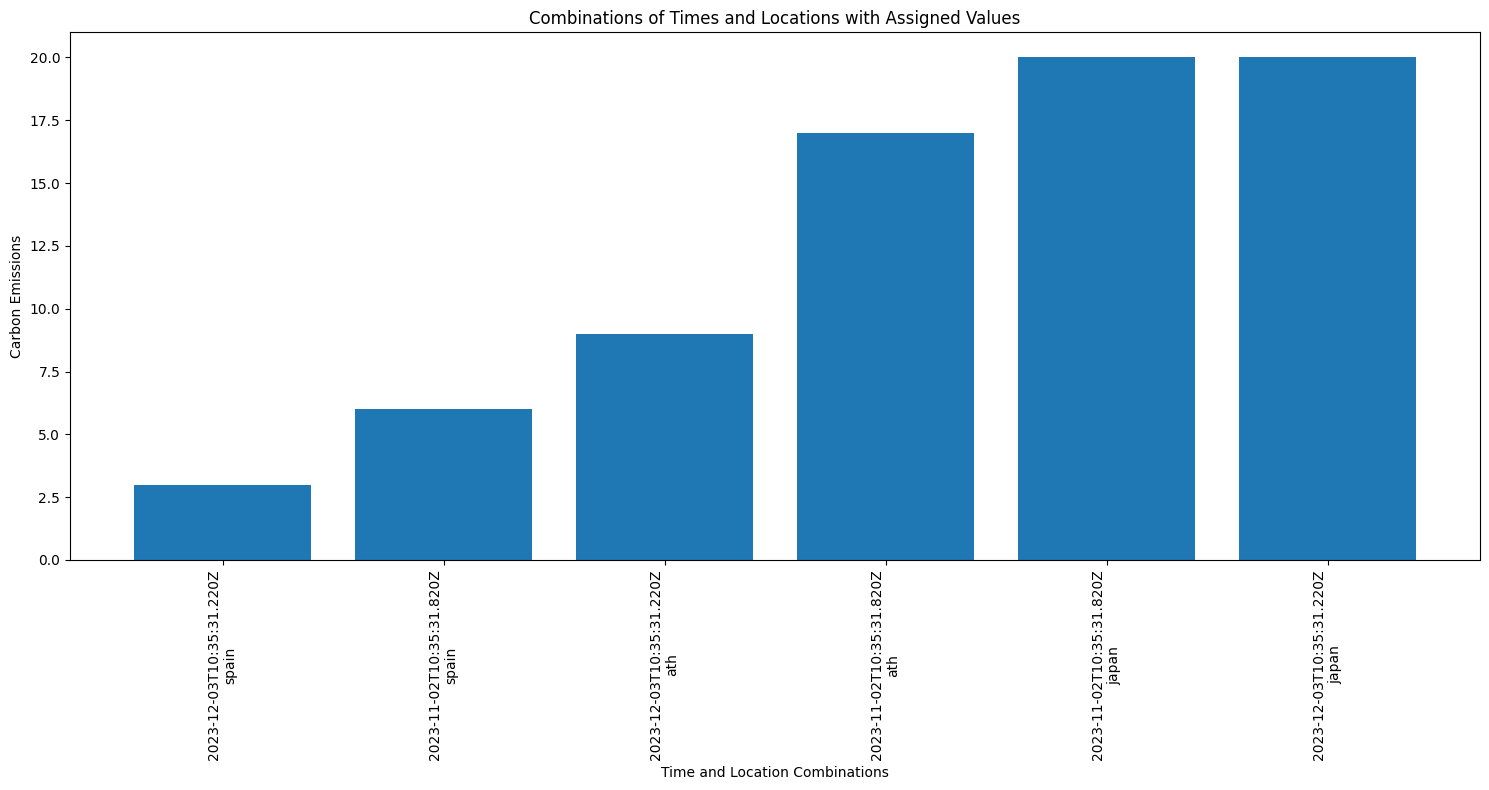 Combinations of Times and Locations with Assigned Values
Carbon Emissions
20.0
17.5
15.0
12.5
10.0
7.5
5.0
2.5
0.0
2023-12-03T10:35:31.220Z
spain
2023-11-02T10:35:31.820Z
spain
2023-12-03T10:35:31.220Z
ath
2023-11-02T10:35:31.820Z
ath
2023-11-02T10:35:31.820Z
japan
2023-12-03T10:35:31.220Z
japan
Time and Location Combinations